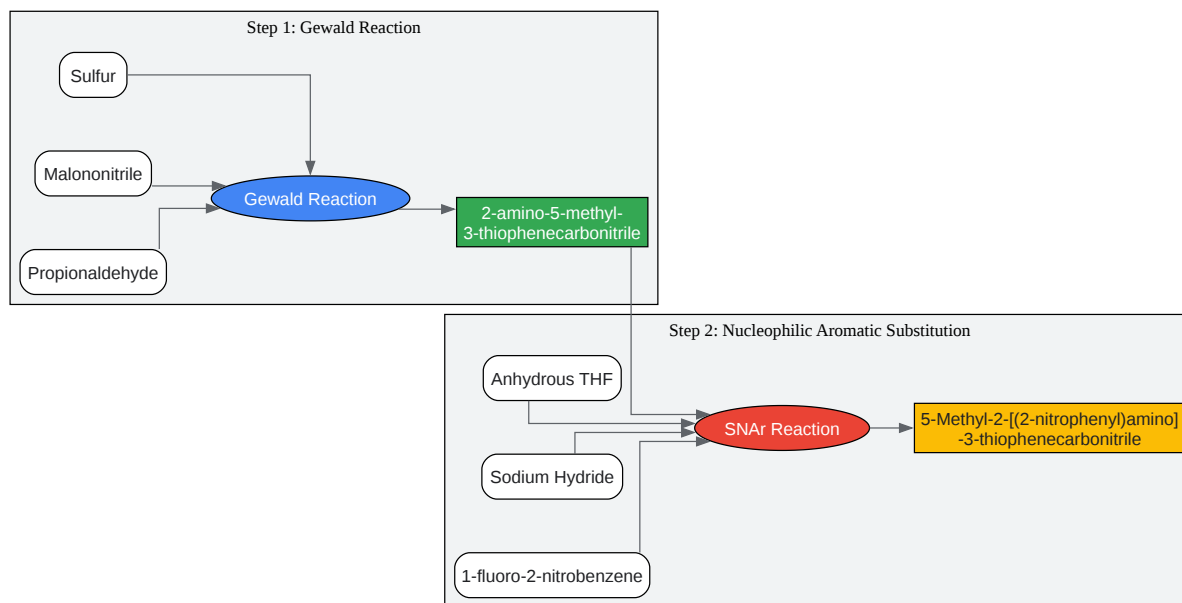 Step 1: Gewald Reaction
Sulfur
Malononitrile
Propionaldehyde
Gewald Reaction
2-amino-5-methyl-
3-thiophenecarbonitrile
Step 2: Nucleophilic Aromatic Substitution
Anhydrous THF
Sodium Hydride
1-fluoro-2-nitrobenzene
SNAr Reaction
5-Methyl-2-[(2-nitrophenyl)amino]
-3-thiophenecarbonitrile